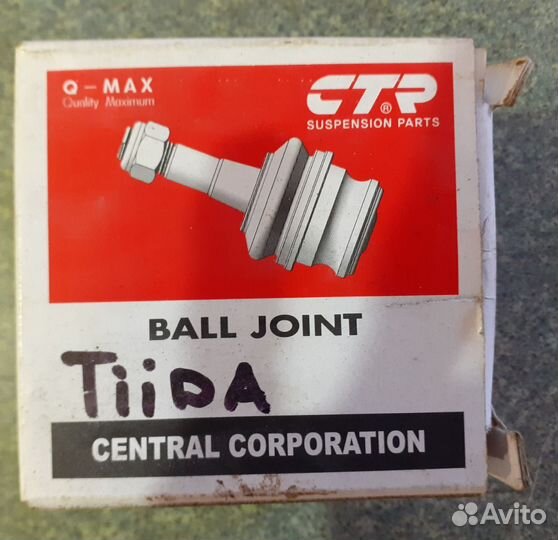 Q-MAX
Quality Maximum
CTR®
SUSPENSION PARTS
BALL JOINT
TiiDA
CENTRAL CORPORATION
Avito